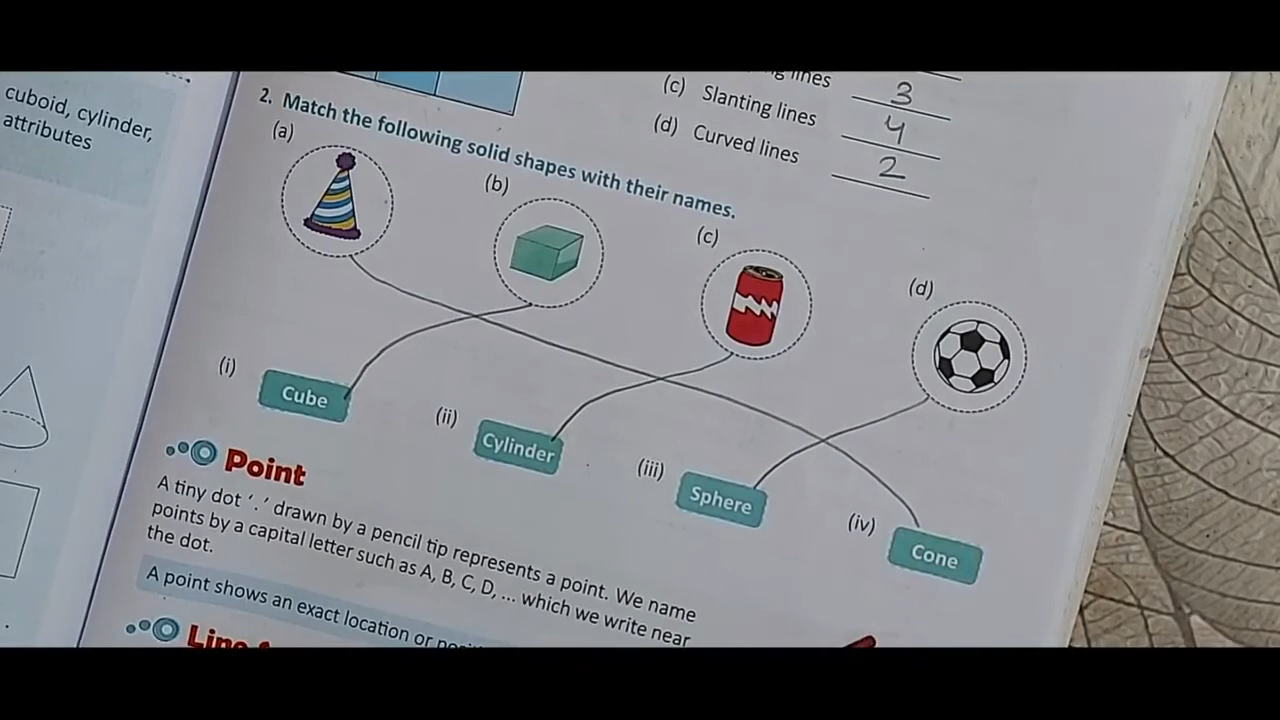 cuboid, cylinder,
attributes
lines 3
(c) Slanting lines 4
(d) Curved lines 2
2. Match the following solid shapes with their names.
(a)
(b)
(c)
(d)
(i) Cube
(ii) Cylinder
(iii) Sphere
(iv) Cone
Point
A tiny dot ‘.’ drawn by a pencil tip represents a point. We name
points by a capital letter such as A, B, C, D, ... which we write near
the dot.
A point shows an exact location or